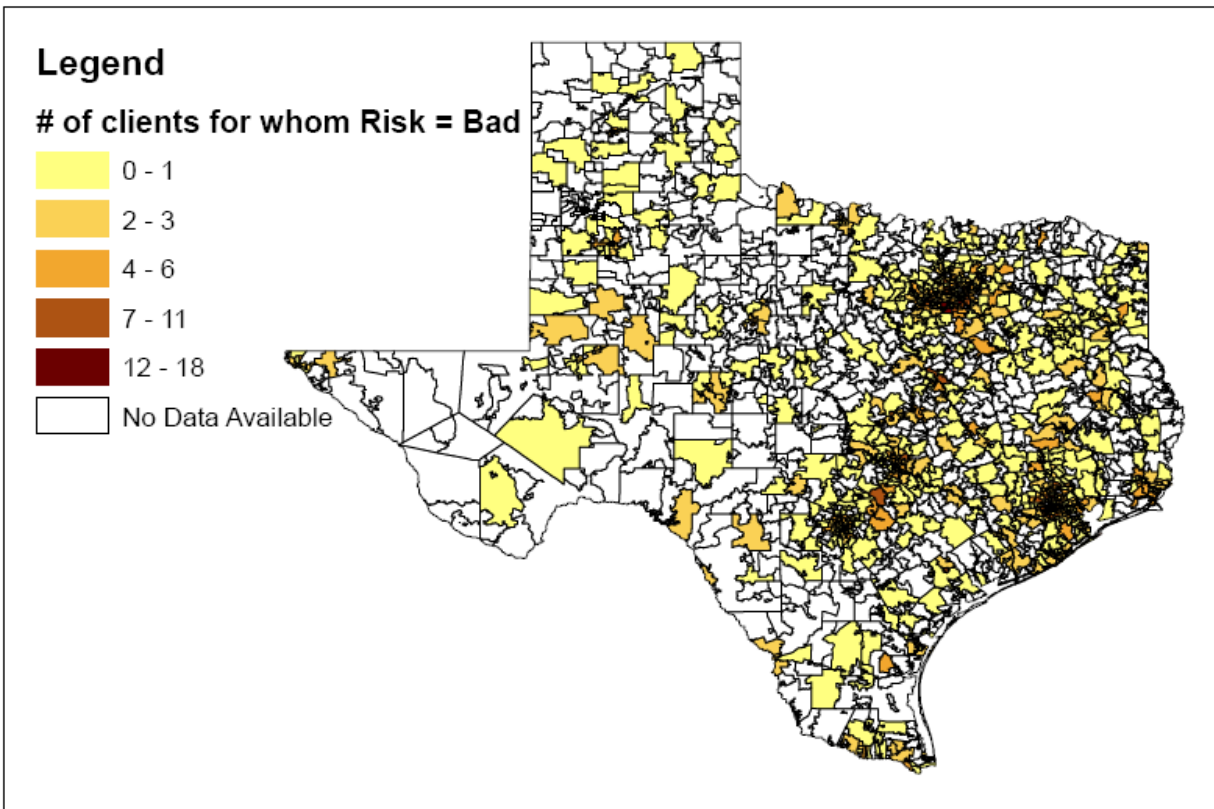 Legend
# of clients for whom Risk = Bad
0 - 1
2 - 3
4 - 6
7 - 11
12 - 18
No Data Available